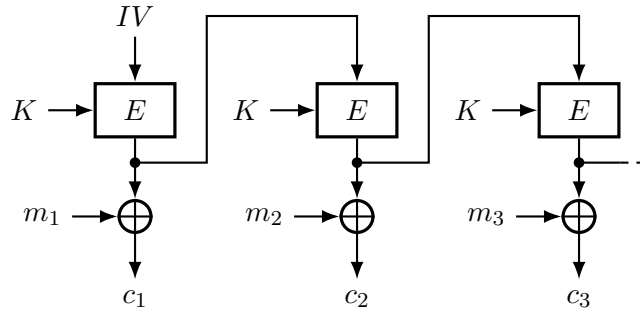 IV
K E K E K E
m₁ m₂ m₃
c₁ c₂ c₃